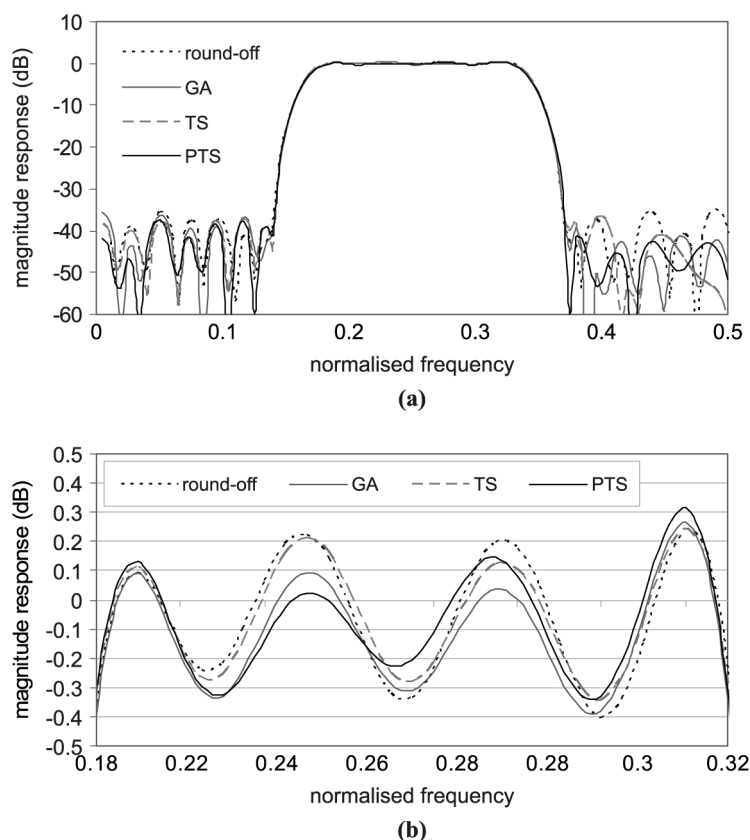 10
0
-10
-20
-30
-40
-50
-60
magnitude response (dB)
round-off
GA
TS
PTS
0 0.1 0.2 0.3 0.4 0.5
normalised frequency
(a)
0.5
0.4
0.3
0.2
0.1
0
-0.1
-0.2
-0.3
-0.4
-0.5
magnitude response (dB)
round-off GA TS PTS
0.18 0.22 0.24 0.26 0.28 0.28 0.3 0.32
normalised frequency
(b)